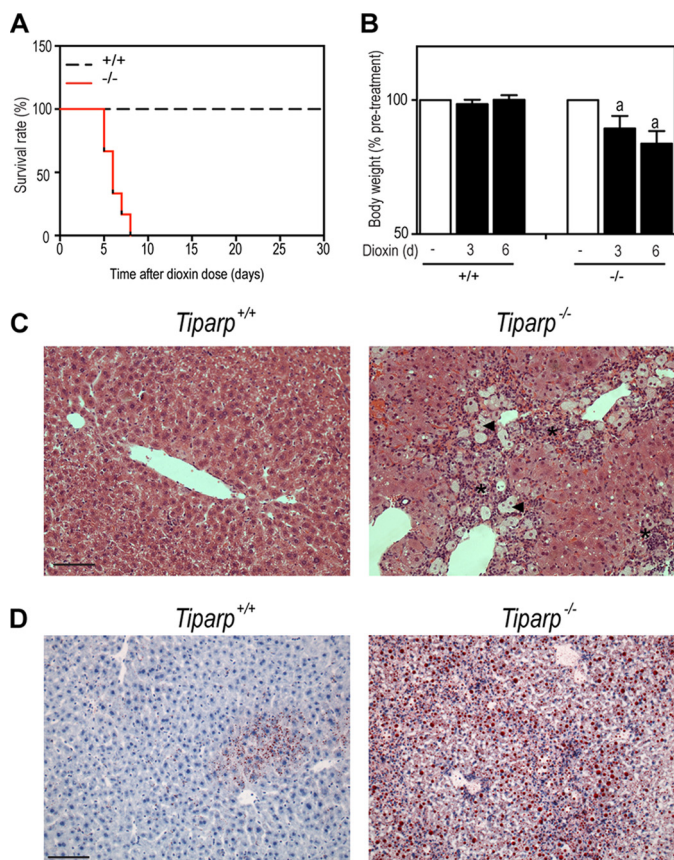 A
150
100
50
0
+/+
-/-
Survival rate (%)
0 5 10 15 20 25 30
Time after dioxin dose (days)
B
100
50
Body weight (% pre-treatment)
a
a
Dioxin (d) - 3 6 - 3 6
+/+ -/-
C
Tiparp+/+ Tiparp-/-
* * *
D
Tiparp+/+ Tiparp-/-